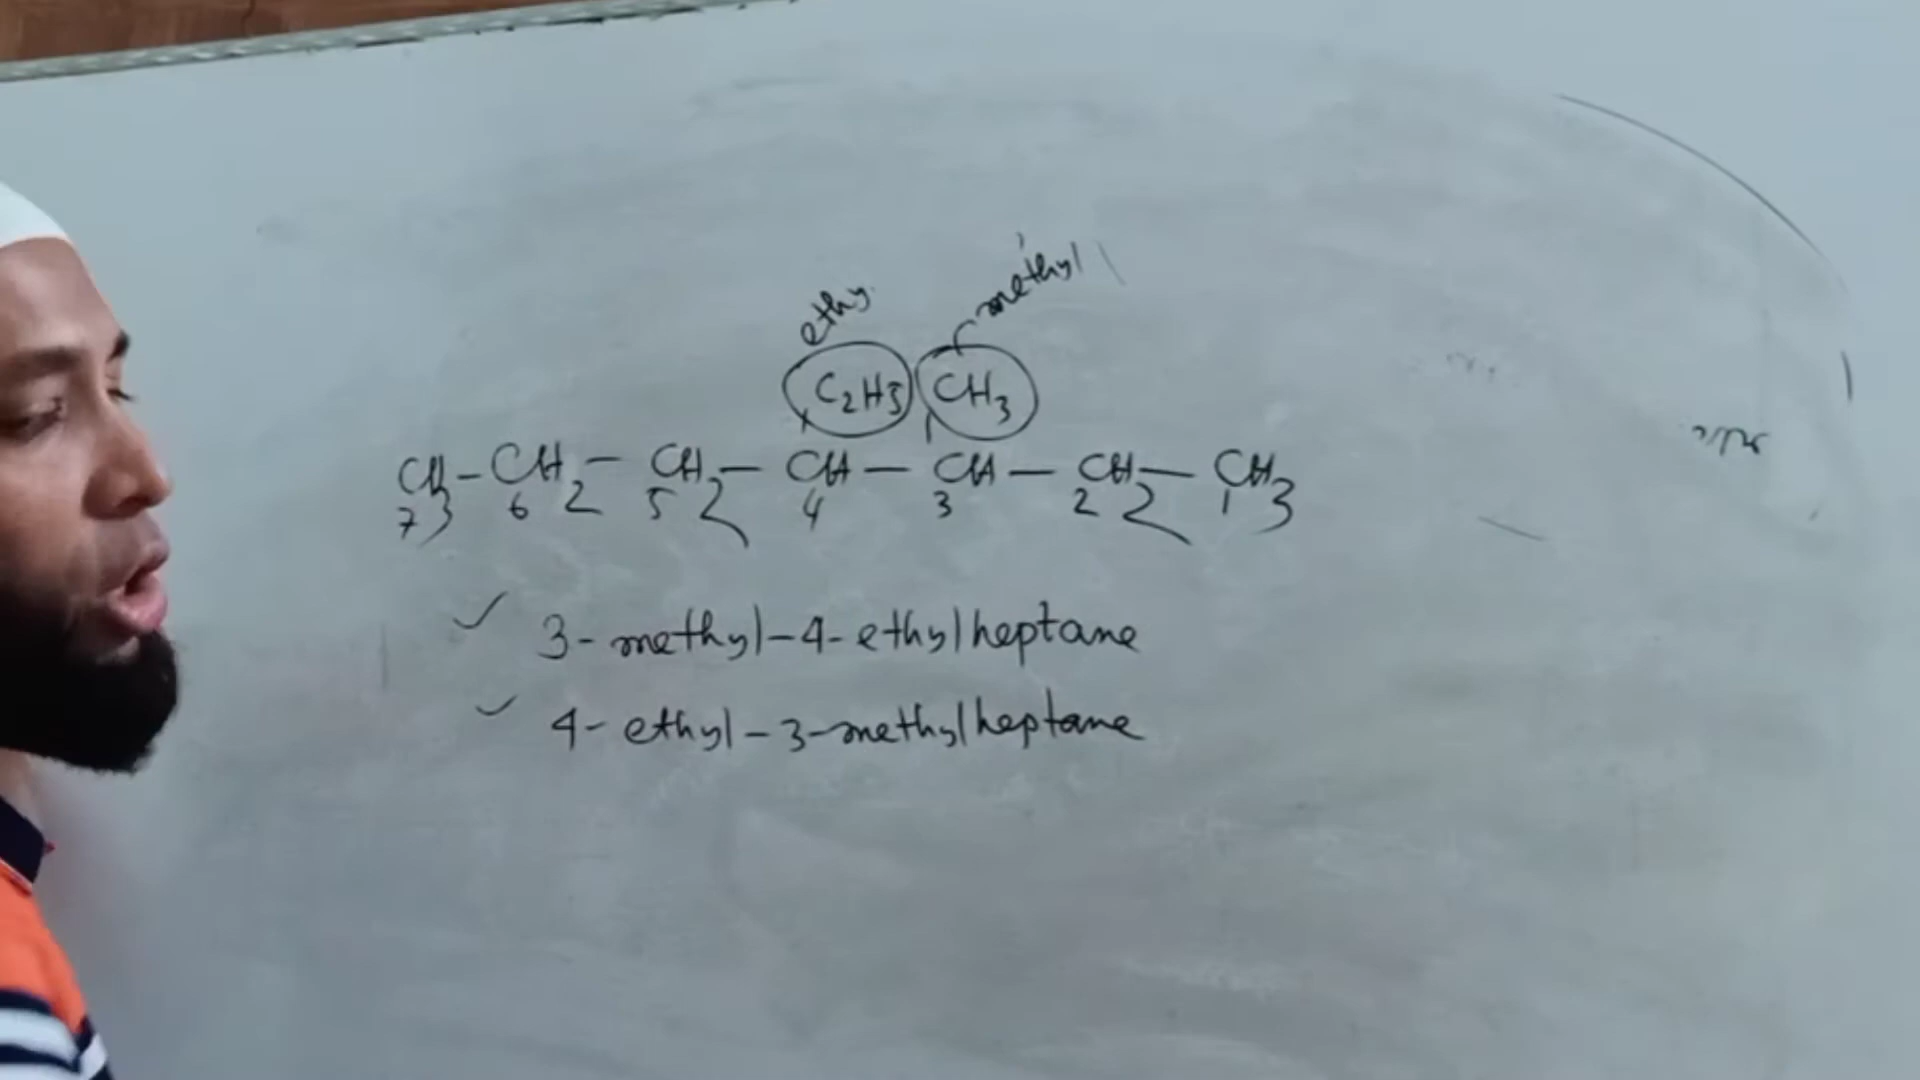 ethyl methyl
C2H5 CH3
CH3-CH2-CH2-CH-CH-CH2-CH3
7 6 5 4 3 2 1
✓ 3-methyl-4-ethylheptane
✓ 4-ethyl-3-methylheptane